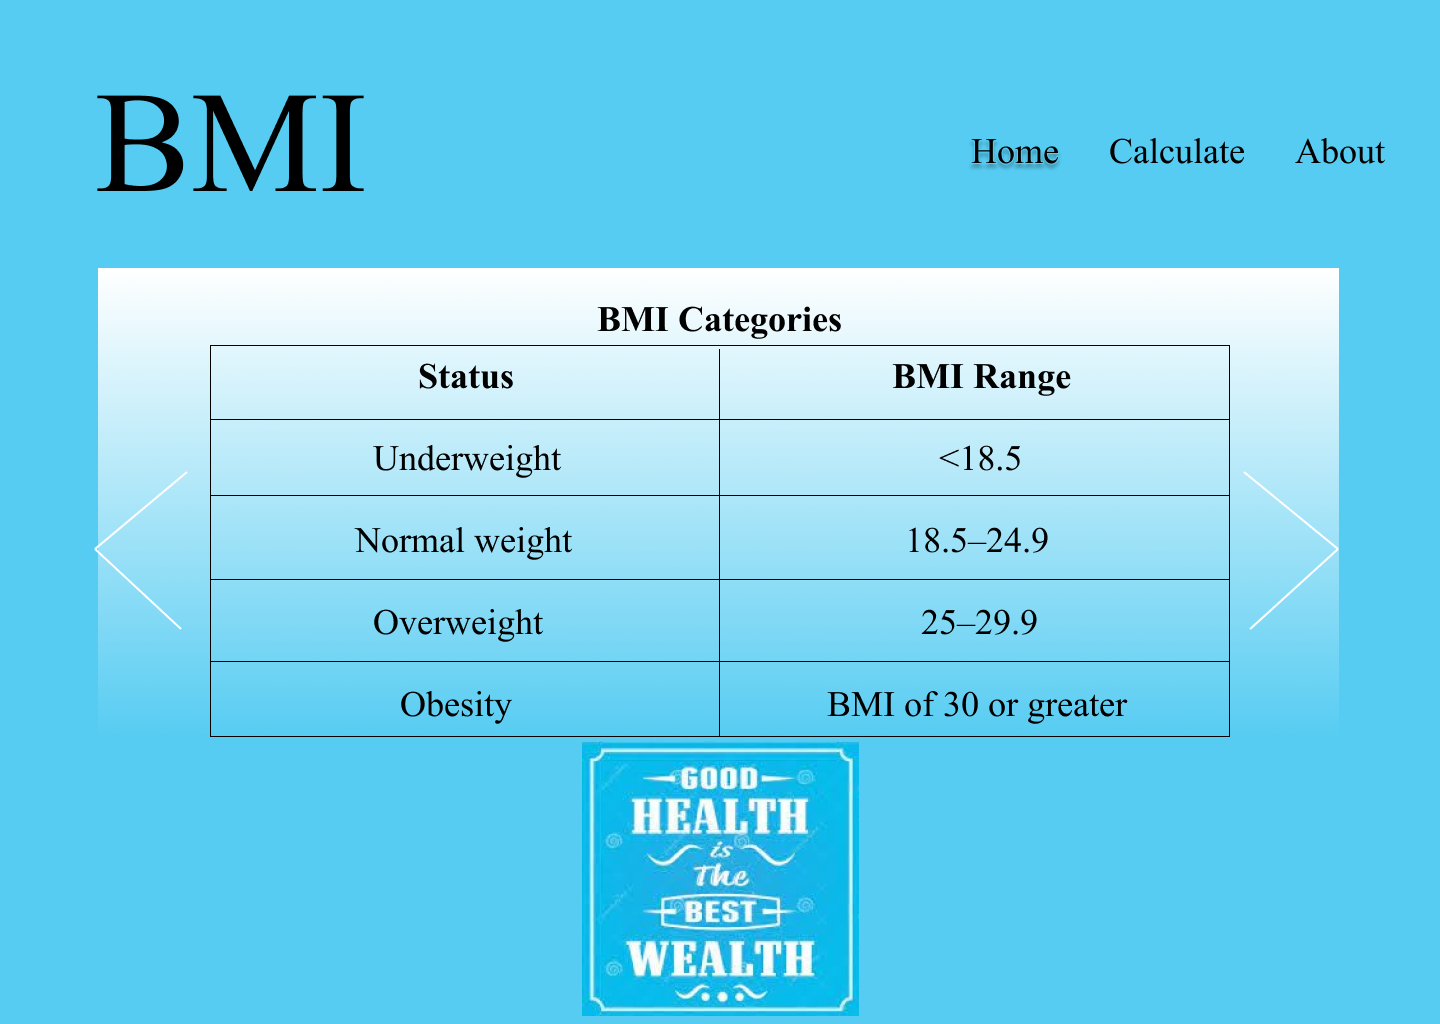 BMI
Home Calculate About
BMI Categories
Status BMI Range
Underweight <18.5
Normal weight 18.5–24.9
Overweight 25–29.9
Obesity BMI of 30 or greater
GOOD
HEALTH
is
The
BEST
WEALTH